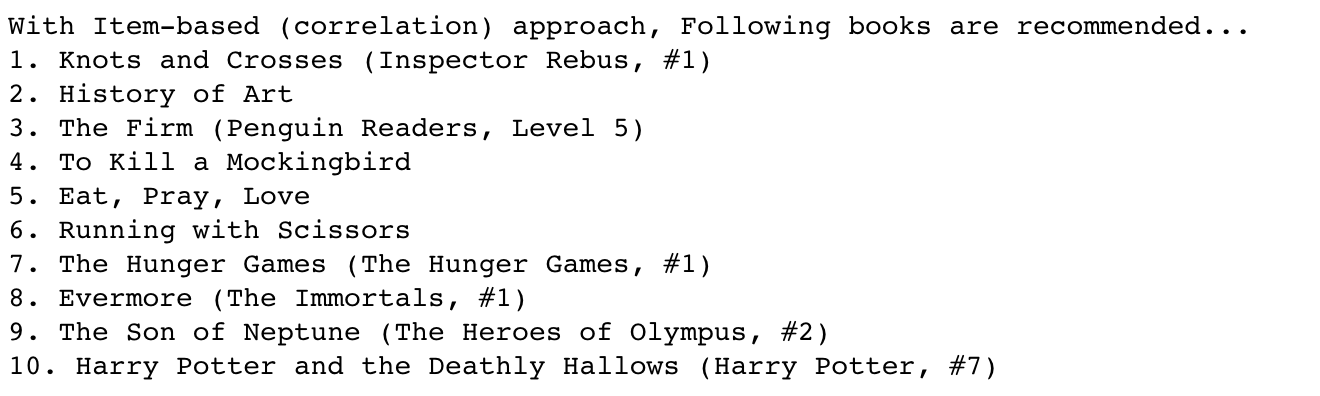 With Item-based (correlation) approach, Following books are recommended...
1. Knots and Crosses (Inspector Rebus, #1)
2. History of Art
3. The Firm (Penguin Readers, Level 5)
4. To Kill a Mockingbird
5. Eat, Pray, Love
6. Running with Scissors
7. The Hunger Games (The Hunger Games, #1)
8. Evermore (The Immortals, #1)
9. The Son of Neptune (The Heroes of Olympus, #2)
10. Harry Potter and the Deathly Hallows (Harry Potter, #7)